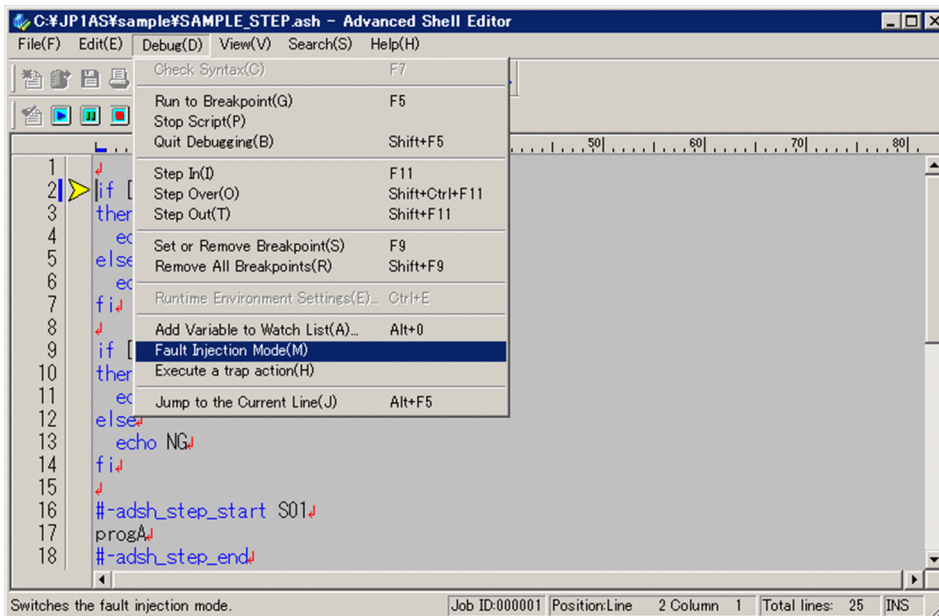 C:¥JP1AS¥sample¥SAMPLE_STEP.ash - Advanced Shell Editor
File(F) Edit(E) Debug(D) View(V) Search(S) Help(H)
Check Syntax(C) F7
Run to Breakpoint(G) F5
Stop Script(P)
Quit Debugging(B) Shift+F5
Step In(I) F11
Step Over(O) Shift+Ctrl+F11
Step Out(T) Shift+F11
Set or Remove Breakpoint(S) F9
Remove All Breakpoints(R) Shift+F9
Runtime Environment Settings(E)... Ctrl+E
Add Variable to Watch List(A)... Alt+0
Fault Injection Mode(M)
Execute a trap action(H)
Jump to the Current Line(J) Alt+F5
50 60 70 80
1
2 if [
3 then
4 ec
5 else
6 ec
7 fi
8
9 if [
10 then
11 ec
12 else
13 echo NG
14 fi
15
16 #-adsh_step_start S01
17 progA
18 #-adsh_step_end
Switches the fault injection mode. Job ID:000001 Position:Line 2 Column 1 Total lines: 25 INS